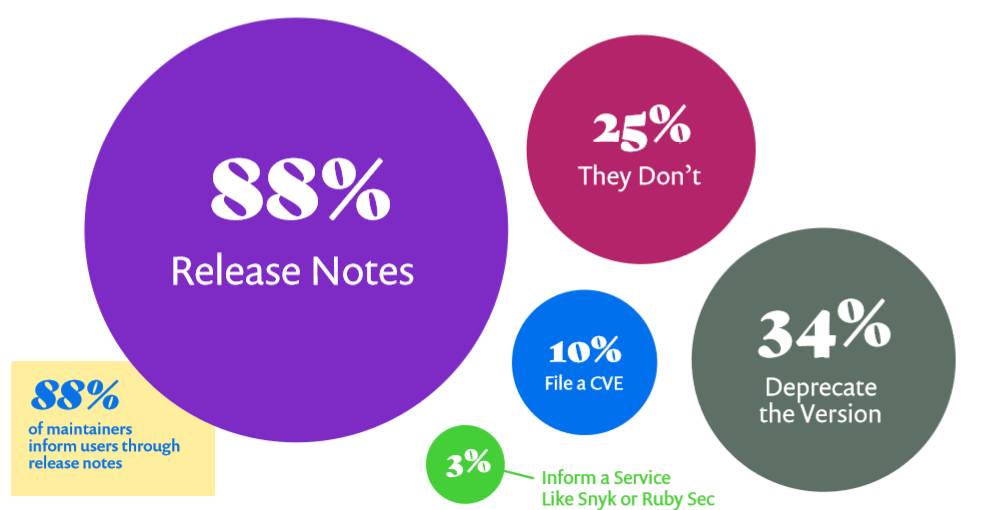 88%
Release Notes
25%
They Don’t
34%
Deprecate
the Version
10%
File a CVE
3%
Inform a Service
Like Snyk or Ruby Sec
88%
of maintainers
inform users through
release notes